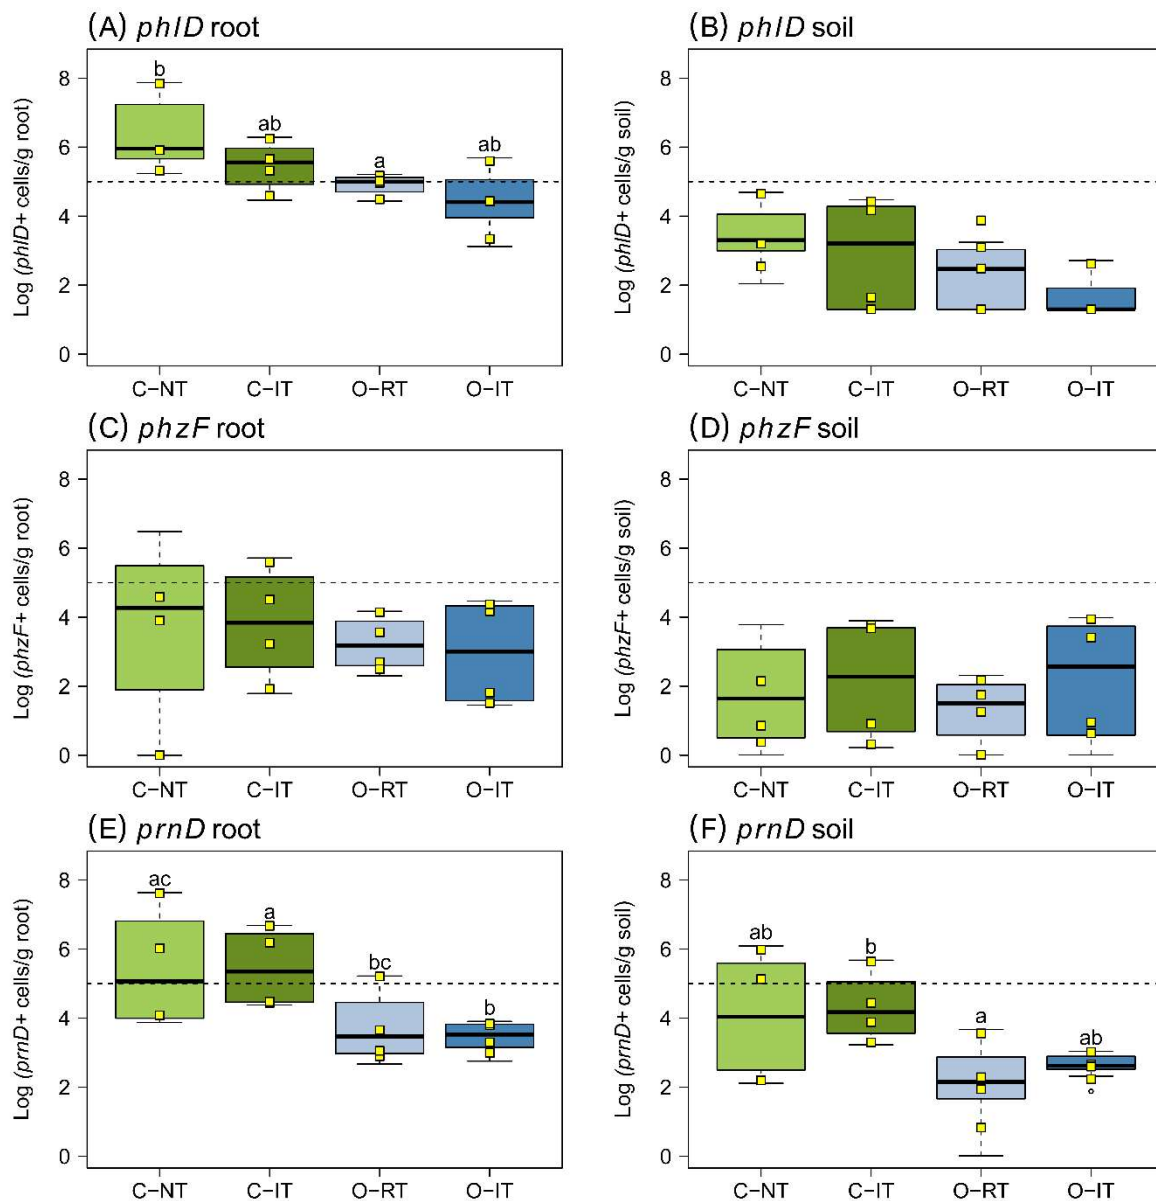 (A) phlD root
Log (phlD+ cells/g root)
8
6
4
2
0
b
ab
a
ab
C-NT C-IT O-RT O-IT
(B) phlD soil
Log (phlD+ cells/g soil)
8
6
4
2
0
C-NT C-IT O-RT O-IT
(C) phzF root
Log (phzF+ cells/g root)
8
6
4
2
0
C-NT C-IT O-RT O-IT
(D) phzF soil
Log (phzF+ cells/g soil)
8
6
4
2
0
C-NT C-IT O-RT O-IT
(E) prnD root
Log (prnD+ cells/g root)
8
6
4
2
0
ac
a
bc
b
C-NT C-IT O-RT O-IT
(F) prnD soil
Log (prnD+ cells/g soil)
8
6
4
2
0
ab
b
a
ab
C-NT C-IT O-RT O-IT